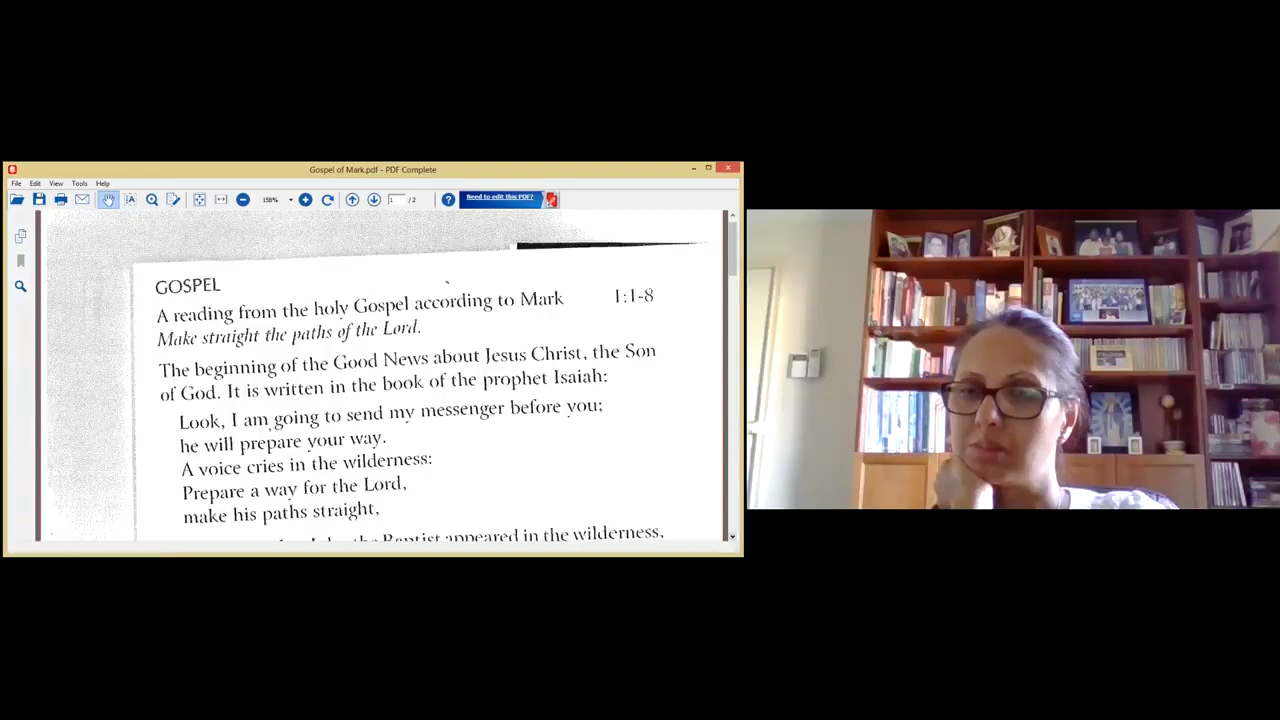 Gospel of Mark.pdf - PDF Complete
File Edit View Tools Help
158% 1 / 2 Need to edit this PDF?
GOSPEL
A reading from the holy Gospel according to Mark 1:1-8
Make straight the paths of the Lord.
The beginning of the Good News about Jesus Christ, the Son
of God. It is written in the book of the prophet Isaiah:
Look, I am going to send my messenger before you;
he will prepare your way.
A voice cries in the wilderness:
Prepare a way for the Lord,
make his paths straight,
the Baptist appeared in the wilderness,